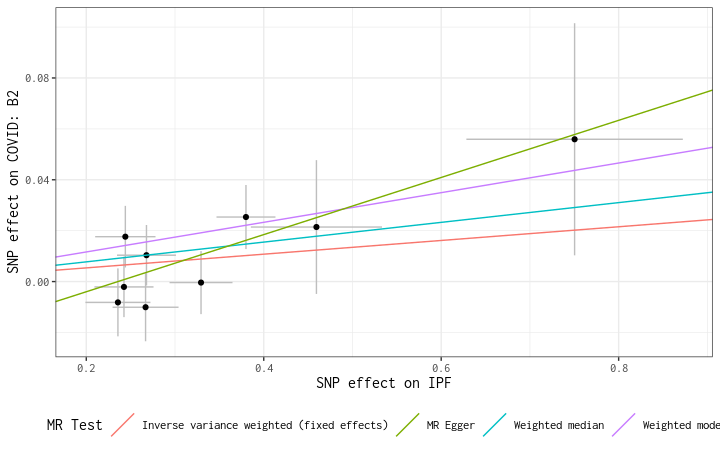 0.08
0.04
0.00
SNP effect on COVID: B2
0.2 0.4 0.6 0.8
SNP effect on IPF
MR Test Inverse variance weighted (fixed effects) MR Egger Weighted median Weighted mode